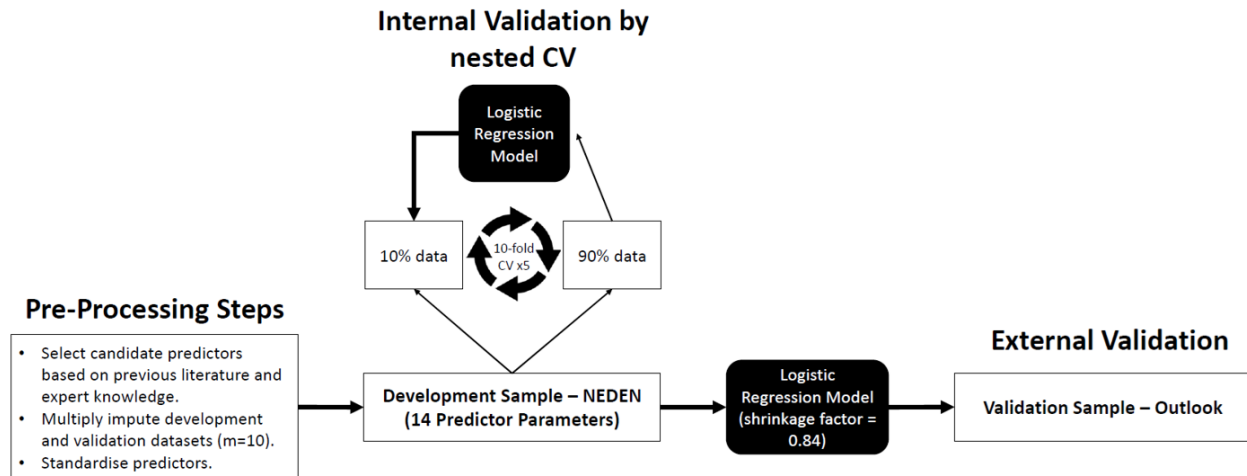 Internal Validation by
nested CV
Logistic
Regression
Model
10% data
10-fold
CV x5
90% data
Pre-Processing Steps
• Select candidate predictors
based on previous literature and
expert knowledge.
• Multiply impute development
and validation datasets (m=10).
• Standardise predictors.
Development Sample – NEDEN
(14 Predictor Parameters)
Logistic
Regression Model
(shrinkage factor =
0.84)
External Validation
Validation Sample – Outlook